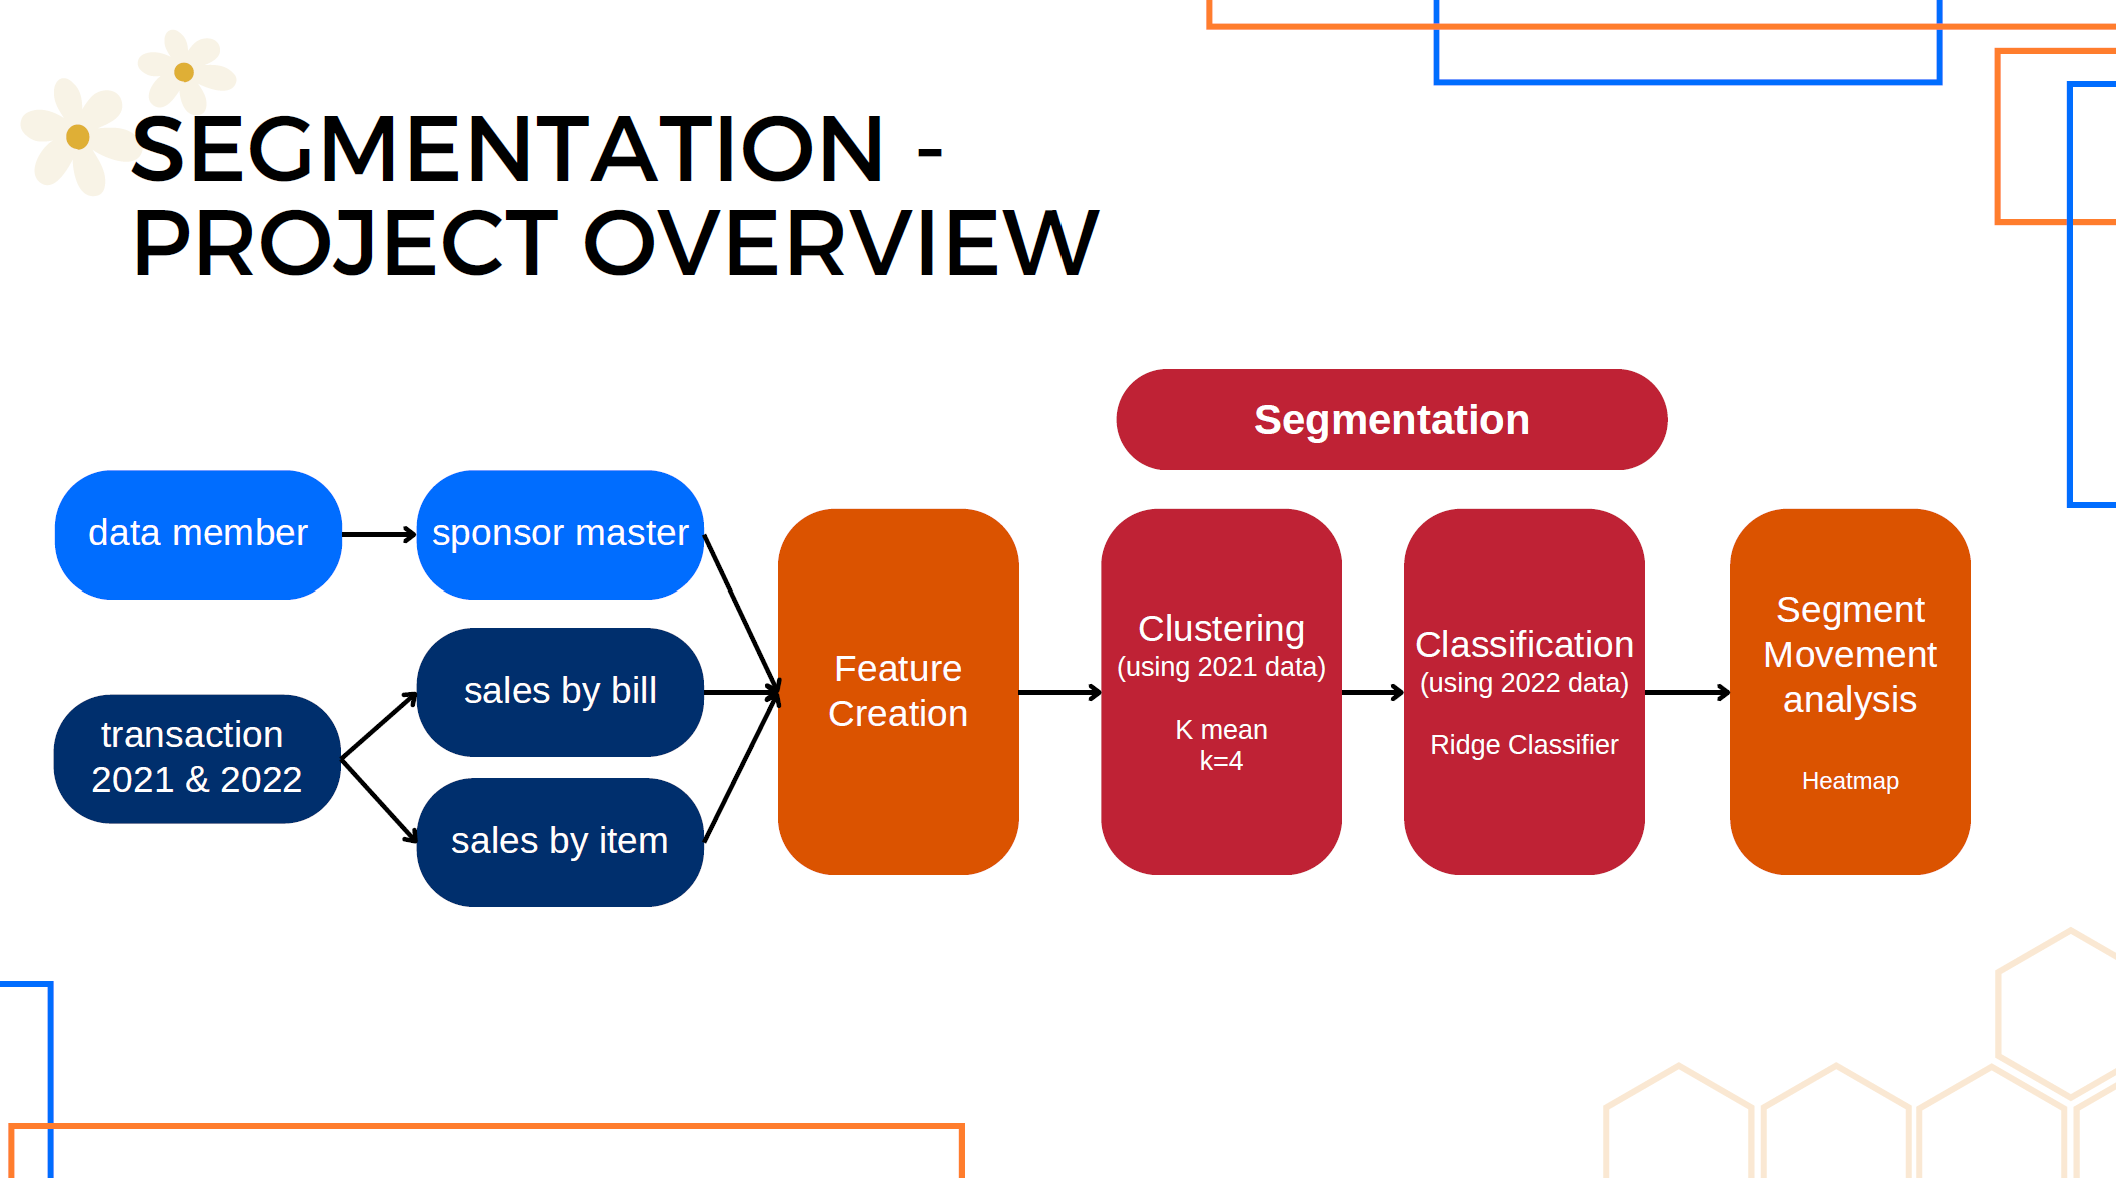 SEGMENTATION -
PROJECT OVERVIEW
Segmentation
data member
sponsor master
transaction
2021 & 2022
sales by bill
sales by item
Feature
Creation
Clustering
(using 2021 data)
K mean
k=4
Classification
(using 2022 data)
Ridge Classifier
Segment
Movement
analysis
Heatmap